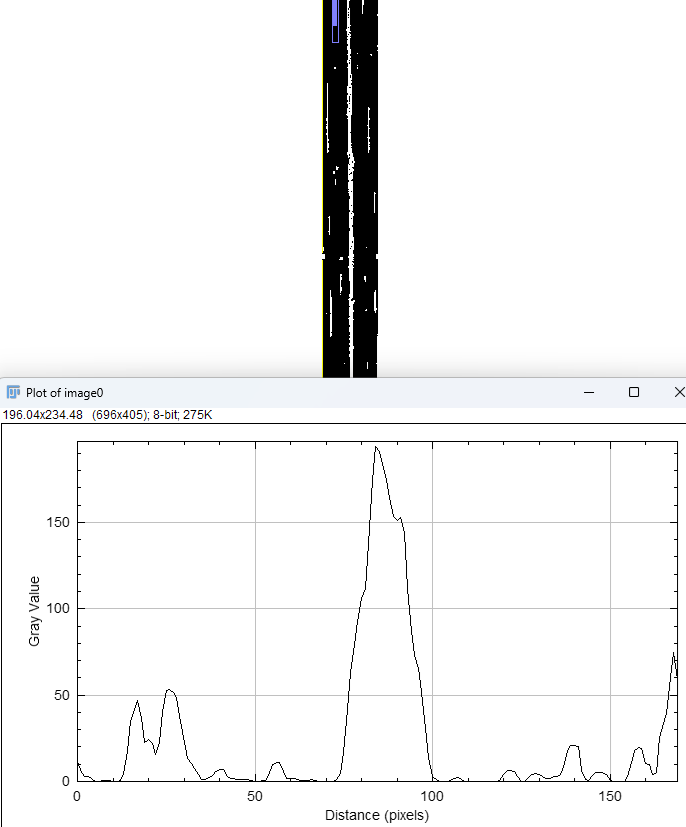 Plot of image0
196.04x234.48 (696x405); 8-bit; 275K
150
100
50
0
Gray Value
0 50 100 150
Distance (pixels)